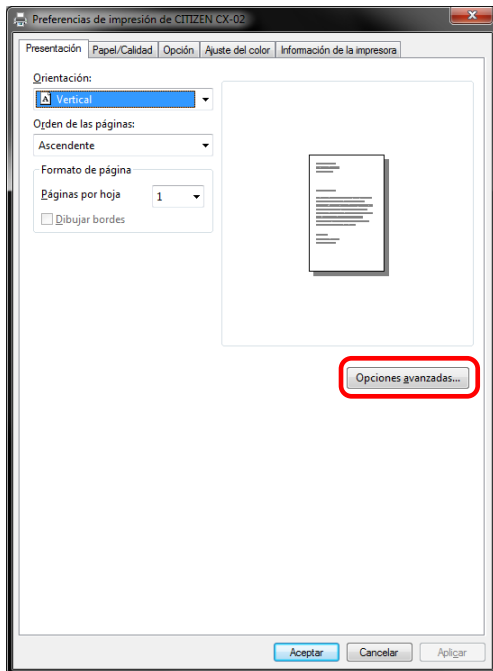 Preferencias de impresión de CITIZEN CX-02
Presentación Papel/Calidad Opción Ajuste del color Información de la impresora
Orientación:
A Vertical
Orden de las páginas:
Ascendente
Formato de página
Páginas por hoja 1
Dibujar bordes
Opciones avanzadas...
Aceptar Cancelar Aplicar